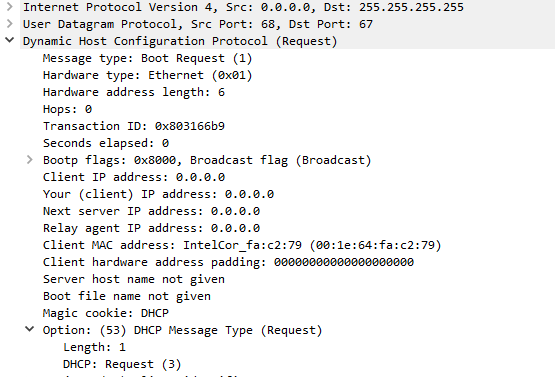 Internet Protocol Version 4, Src: 0.0.0.0, Dst: 255.255.255.255
User Datagram Protocol, Src Port: 68, Dst Port: 67
Dynamic Host Configuration Protocol (Request)
Message type: Boot Request (1)
Hardware type: Ethernet (0x01)
Hardware address length: 6
Hops: 0
Transaction ID: 0x803166b9
Seconds elapsed: 0
Bootp flags: 0x8000, Broadcast flag (Broadcast)
Client IP address: 0.0.0.0
Your (client) IP address: 0.0.0.0
Next server IP address: 0.0.0.0
Relay agent IP address: 0.0.0.0
Client MAC address: IntelCor_fa:c2:79 (00:1e:64:fa:c2:79)
Client hardware address padding: 00000000000000000000
Server host name not given
Boot file name not given
Magic cookie: DHCP
Option: (53) DHCP Message Type (Request)
Length: 1
DHCP: Request (3)